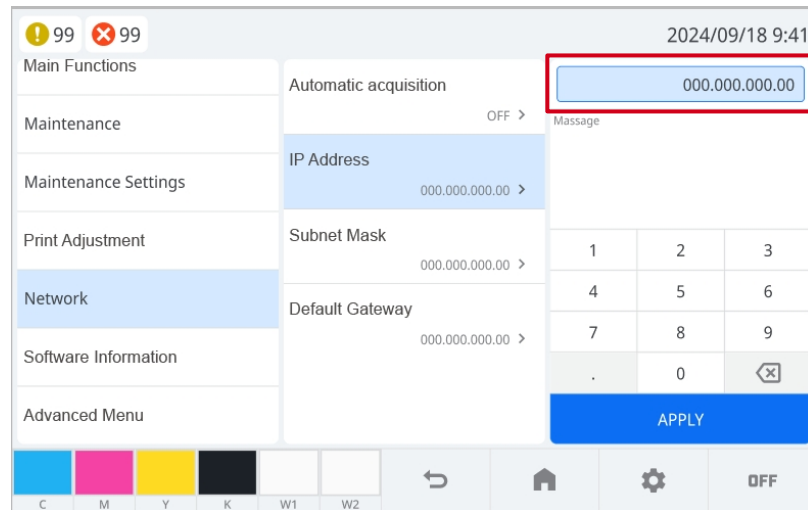 99 99 2024/09/18 9:41
Main Functions
Maintenance
Maintenance Settings
Print Adjustment
Network
Software Information
Advanced Menu
Automatic acquisition
OFF >
IP Address
000.000.000.00 >
Subnet Mask
000.000.000.00 >
Default Gateway
000.000.000.00 >
000.000.000.00
Massage
1 2 3
4 5 6
7 8 9
. 0
APPLY
C M Y K W1 W2
OFF